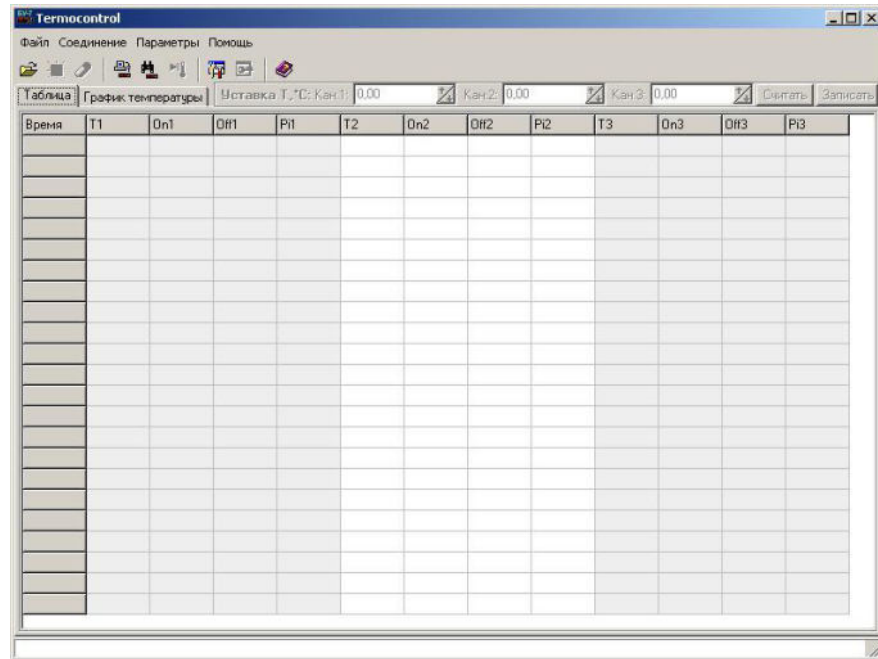 Termocontrol
Файл Соединение Параметры Помощь
Таблица График температуры Уставка T,°C: Кан 1: 0,00 Кан 2: 0,00 Кан 3: 0,00 Считать Записать
Время T1 On1 Off1 Pi1 T2 On2 Off2 Pi2 T3 On3 Off3 Pi3